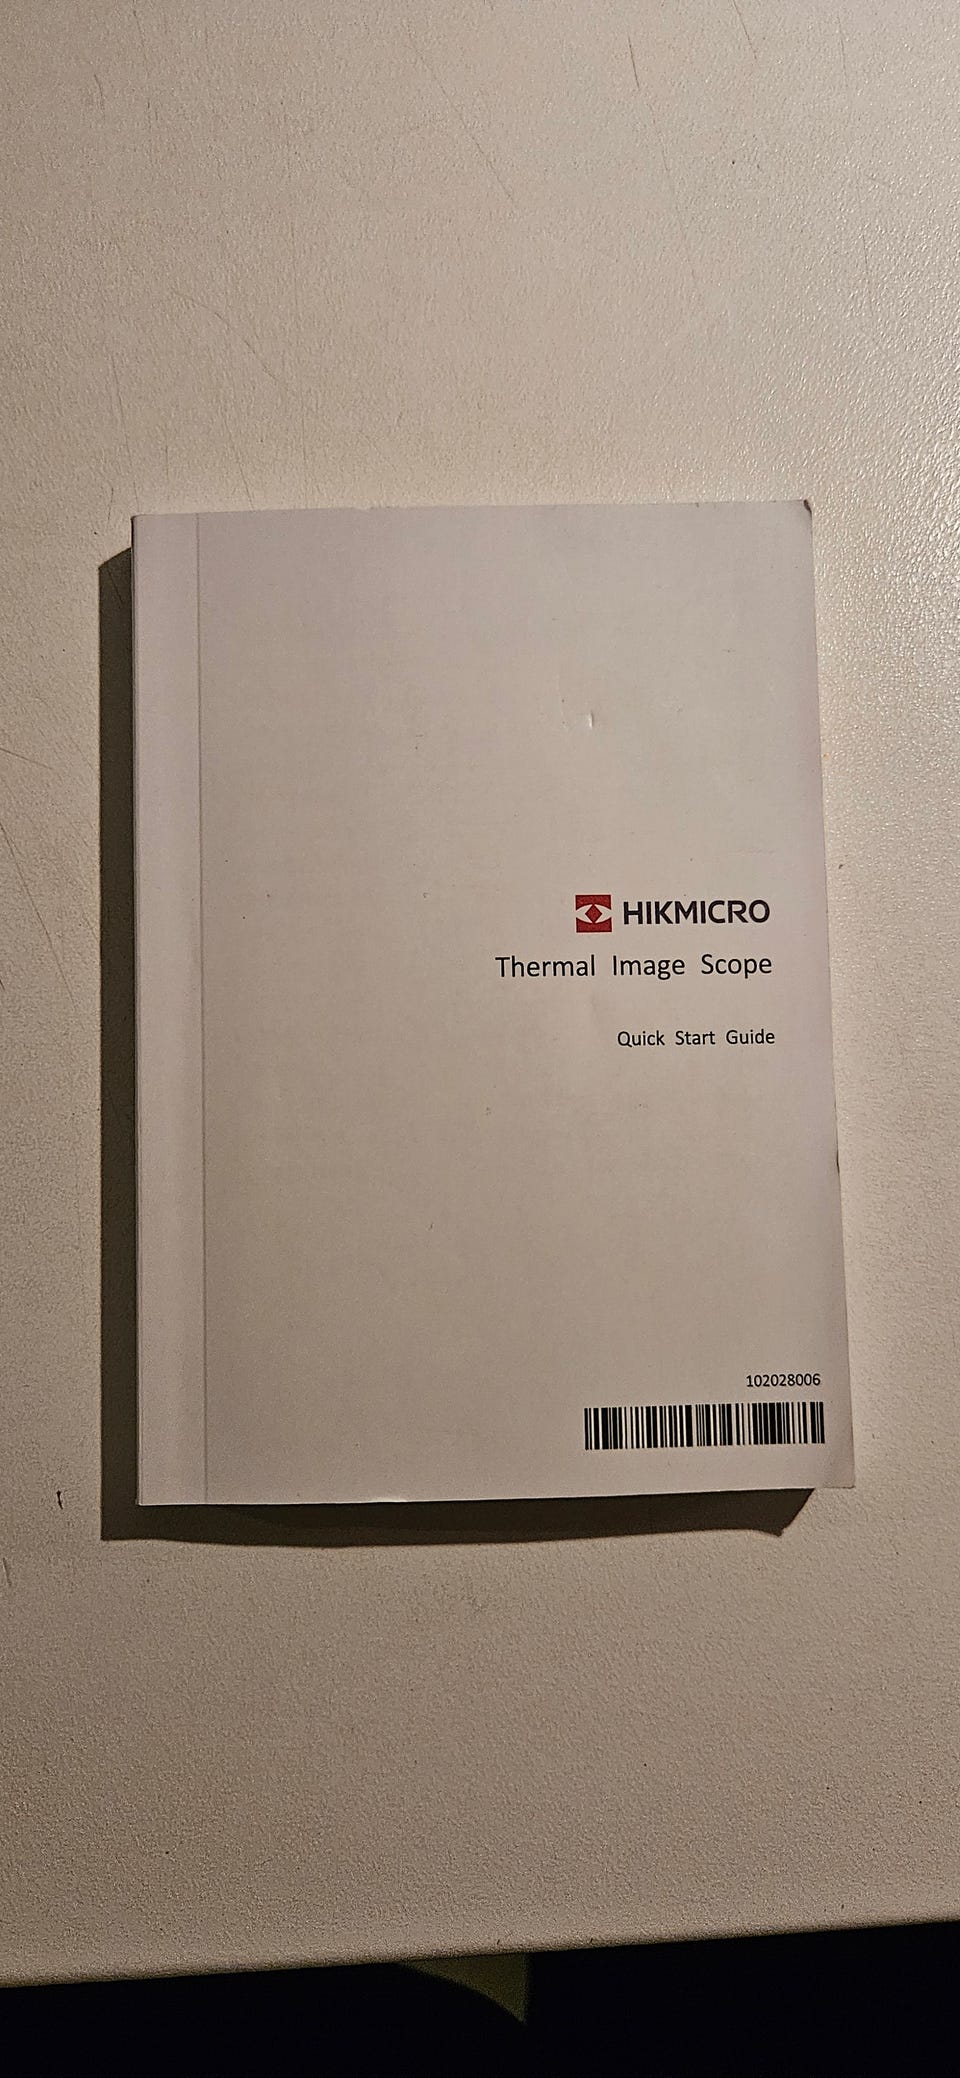 HIKMICRO
Thermal Image Scope
Quick Start Guide
102028006